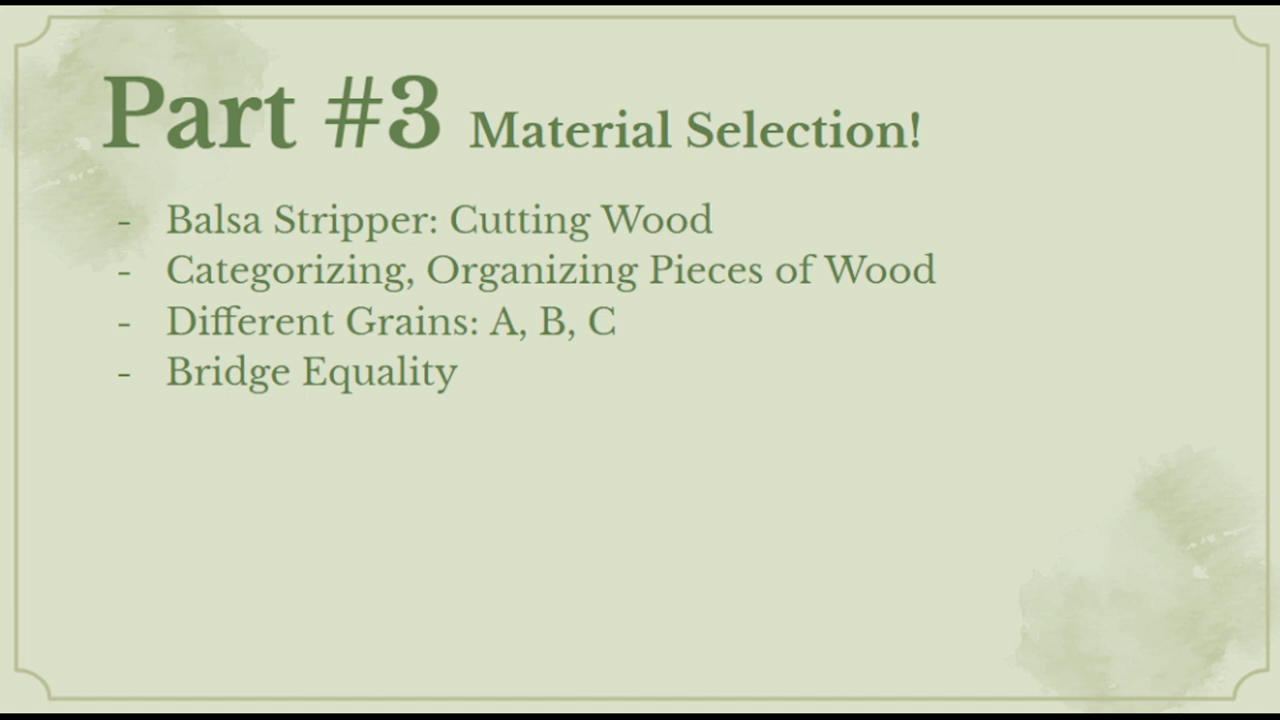 Part #3 Material Selection!
- Balsa Stripper: Cutting Wood
- Categorizing, Organizing Pieces of Wood
- Different Grains: A, B, C
- Bridge Equality